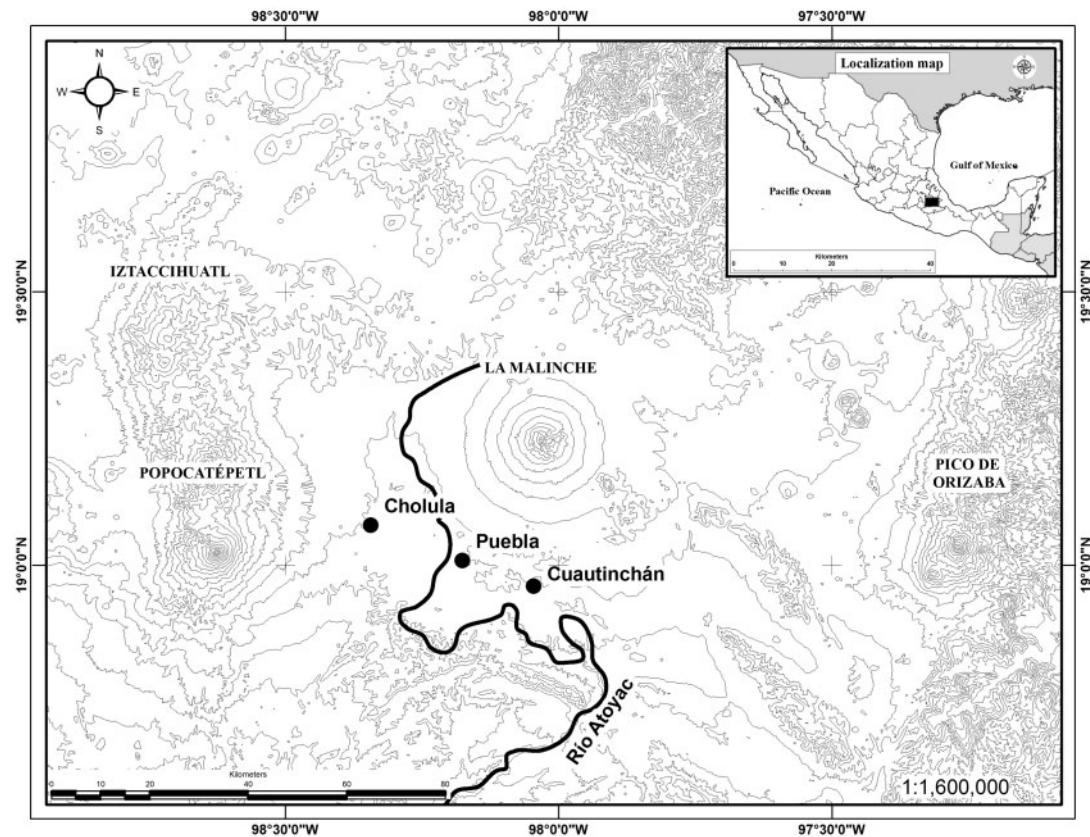 98°30'0"W
98°0'0"W
97°30'0"W
N
W
E
S
Localization map
Gulf of Mexico
Pacific Ocean
Kilometers
0 10 20 40
19°30'0"N
19°30'0"N
IZTACCIHUATL
LA MALINCHE
POPOCATÉPETL
PICO DE
ORIZABA
Cholula
Puebla
Cuautinchán
19°0'0"N
19°0'0"N
Rio Atoyac
Kilometers
0 10 20 40 60 80
1:1,600,000
98°30'0"W
98°0'0"W
97°30'0"W